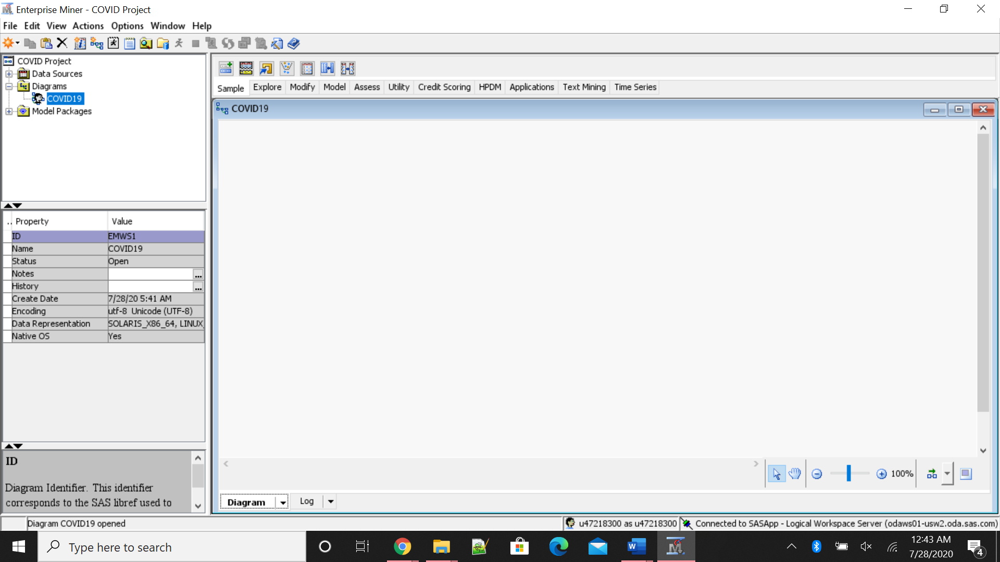 Enterprise Miner - COVID Project
File Edit View Actions Options Window Help
COVID Project
Data Sources
Diagrams
COVID19
Model Packages
Sample Explore Modify Model Assess Utility Credit Scoring HPDM Applications Text Mining Time Series
COVID19
.. Property Value
ID EMWS1
Name COVID19
Status Open
Notes ...
History ...
Create Date 7/28/20 5:41 AM
Encoding utf-8 Unicode (UTF-8)
Data Representation SOLARIS_X86_64, LINUX_
Native OS Yes
ID
Diagram Identifier. This identifier
corresponds to the SAS libref used to
100%
Diagram Log
Diagram COVID19 opened
u47218300 as u47218300 Connected to SASApp - Logical Workspace Server (odaws01-usw2.oda.sas.com)
Type here to search
12:43 AM
7/28/2020
4